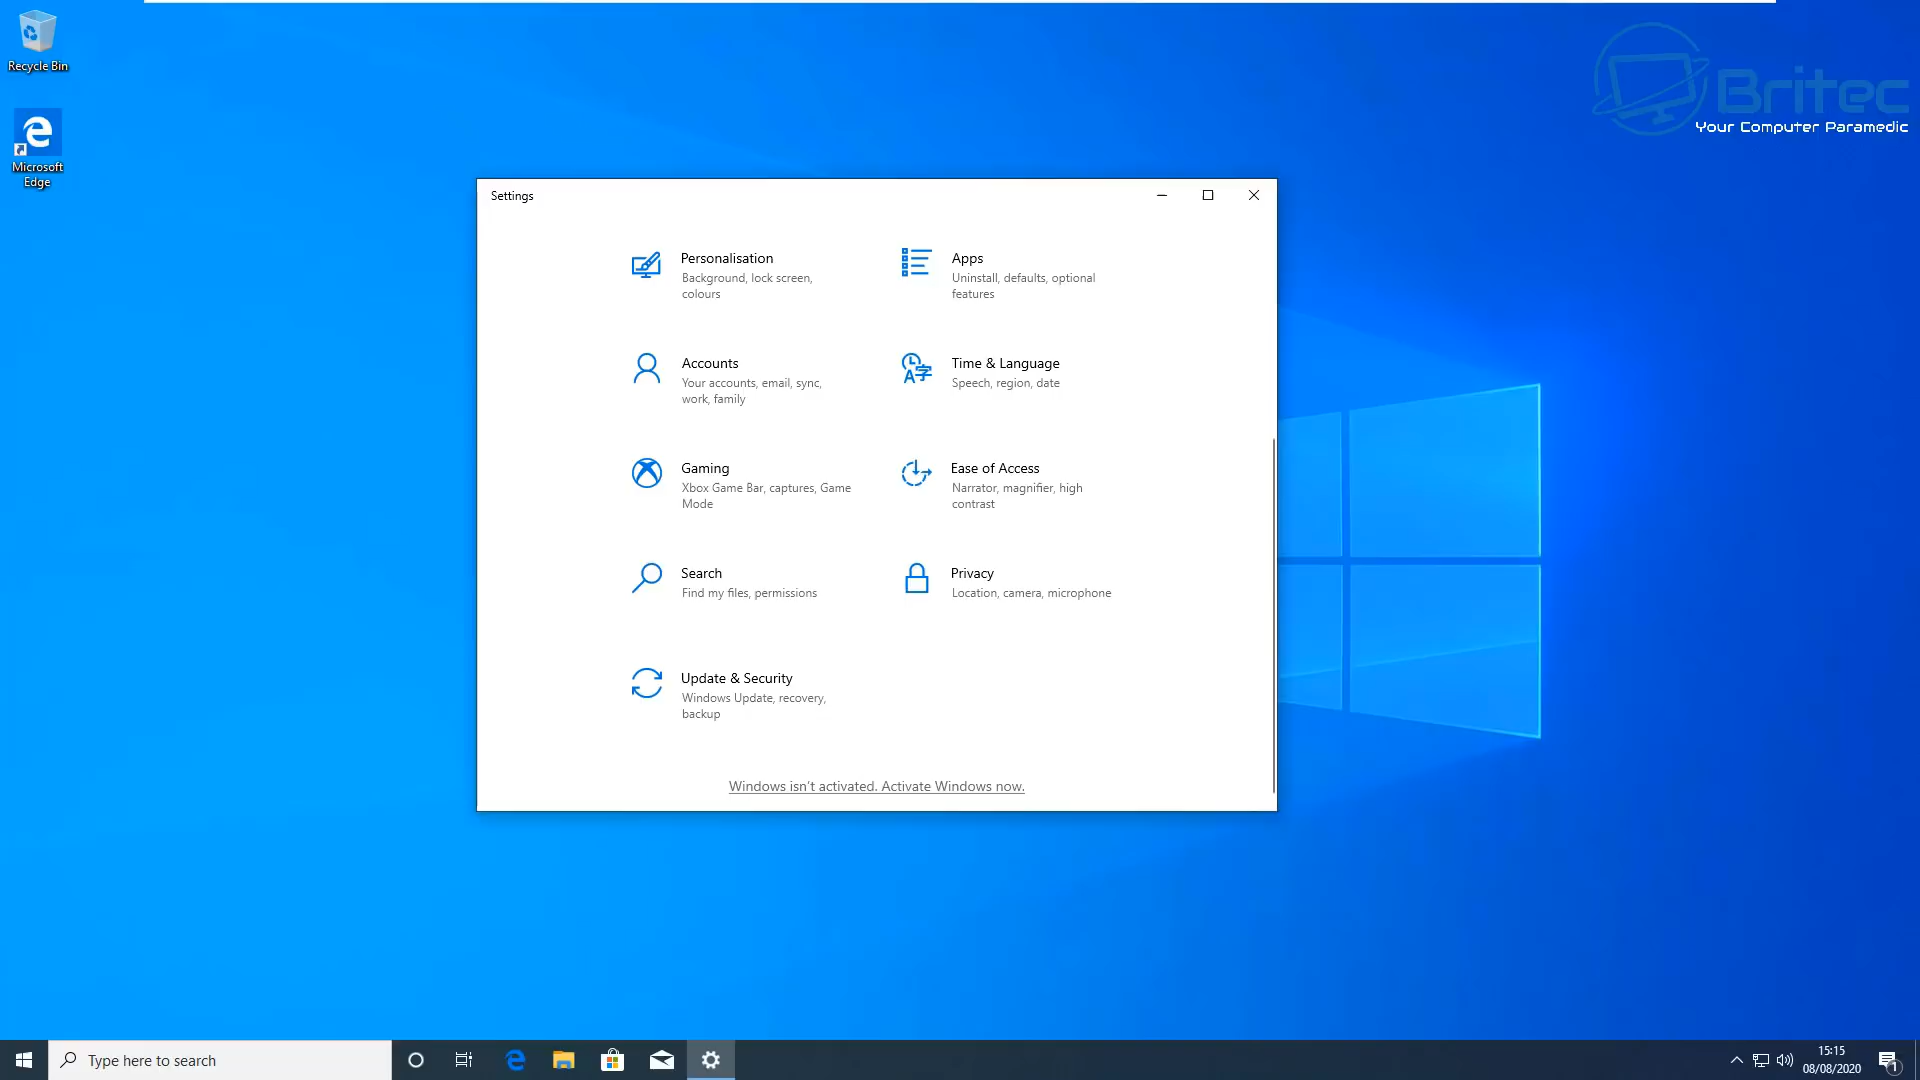 Recycle Bin
Microsoft
Edge
Britec
Your Computer Paramedic
Settings
Personalisation
Background, lock screen,
colours
Apps
Uninstall, defaults, optional
features
Accounts
Your accounts, email, sync,
work, family
Time & Language
Speech, region, date
Gaming
Xbox Game Bar, captures, Game
Mode
Ease of Access
Narrator, magnifier, high
contrast
Search
Find my files, permissions
Privacy
Location, camera, microphone
Update & Security
Windows Update, recovery,
backup
Windows isn't activated. Activate Windows now.
Type here to search
15:15
08/08/2020
1